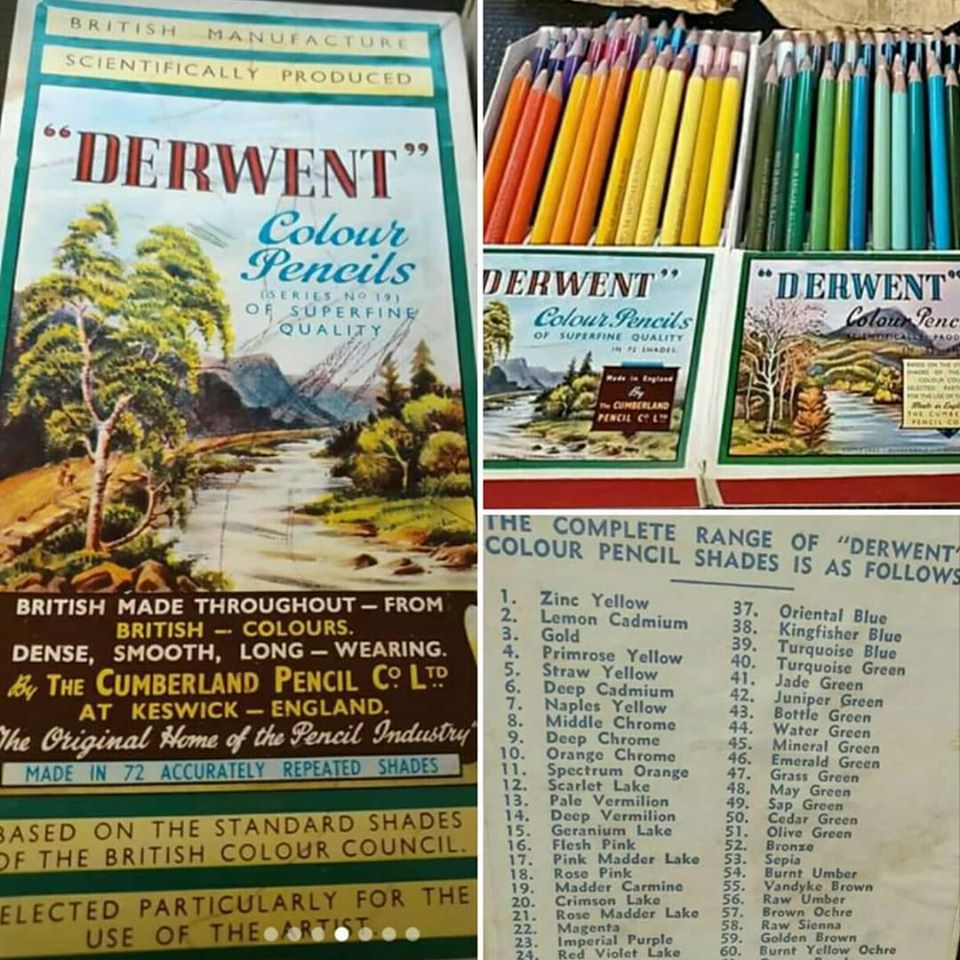 BRITISH MANUFACTURE
SCIENTIFICALLY PRODUCED
"DERWENT"
Colour
Pencils
(SERIES No 19)
OF SUPERFINE
QUALITY
BRITISH MADE THROUGHOUT — FROM
BRITISH — COLOURS.
DENSE, SMOOTH, LONG — WEARING.
By THE CUMBERLAND PENCIL Co. LTD
AT KESWICK — ENGLAND.
The Original Home of the Pencil Industry"
MADE IN 72 ACCURATELY REPEATED SHADES
BASED ON THE STANDARD SHADES
OF THE BRITISH COLOUR COUNCIL.
ELECTED PARTICULARLY FOR THE
USE OF THE ARTIST
DERWENT"
Colour Pencils
OF SUPERFINE QUALITY
IN 72 SHADES.
Made in England
By
The CUMBERLAND
PENCIL Co. LTD
"DERWENT"
Colour Penc
THE COMPLETE RANGE OF "DERWENT"
COLOUR PENCIL SHADES IS AS FOLLOWS
1. Zinc Yellow
2. Lemon Cadmium
3. Gold
4. Primrose Yellow
5. Straw Yellow
6. Deep Cadmium
7. Naples Yellow
8. Middle Chrome
9. Deep Chrome
10. Orange Chrome
11. Spectrum Orange
12. Scarlet Lake
13. Pale Vermilion
14. Deep Vermilion
15. Geranium Lake
16. Flesh Pink
17. Pink Madder Lake
18. Rose Pink
19. Madder Carmine
20. Crimson Lake
21. Rose Madder Lake
22. Magenta
23. Imperial Purple
24. Red Violet Lake
37. Oriental Blue
38. Kingfisher Blue
39. Turquoise Blue
40. Turquoise Green
41. Jade Green
42. Juniper Green
43. Bottle Green
44. Water Green
45. Mineral Green
46. Emerald Green
47. Grass Green
48. May Green
49. Sap Green
50. Cedar Green
51. Olive Green
52. Bronze
53. Sepia
54. Burnt Umber
55. Vandyke Brown
56. Raw Umber
57. Brown Ochre
58. Raw Sienna
59. Golden Brown
60. Burnt Yellow Ochre